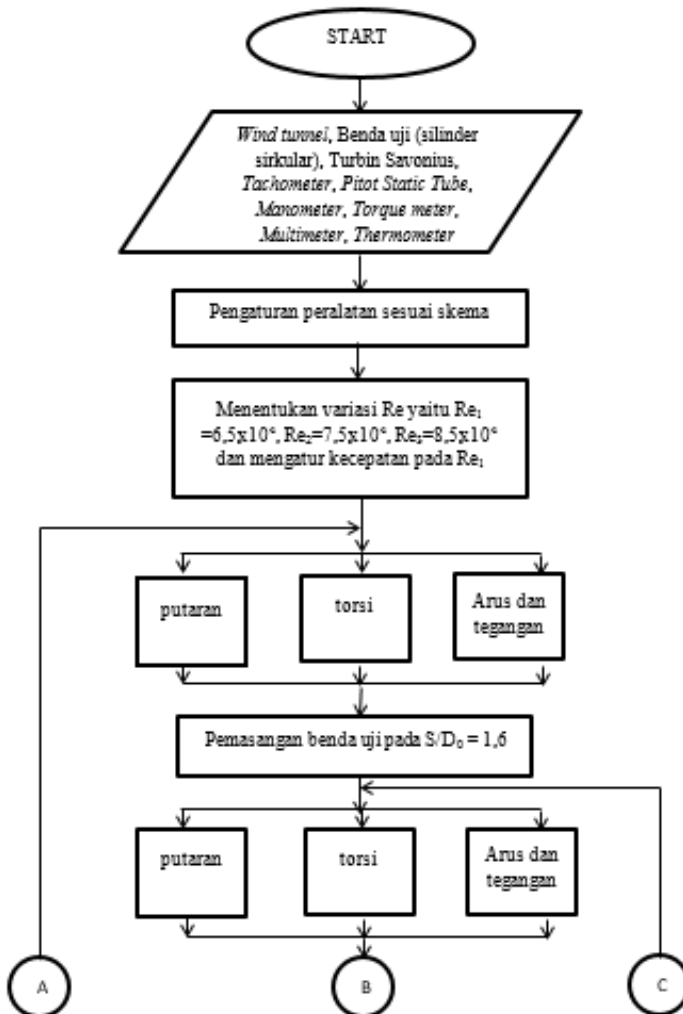 START
Wind tunnel, Benda uji (silinder
sirkular), Turbin Savonius,
Tachometer, Pitot Static Tube,
Manometer, Torque meter,
Multimeter, Thermometer
Pengaturan peralatan sesuai skema
Menentukan variasi Re yaitu Re₁
=6,5x10⁴, Re₂=7,5x10⁴, Re₃=8,5x10⁴
dan mengatur kecepatan pada Re₁
putaran
torsi
Arus dan
tegangan
Pemasangan benda uji pada S/D₀ = 1,6
putaran
torsi
Arus dan
tegangan
A
B
C